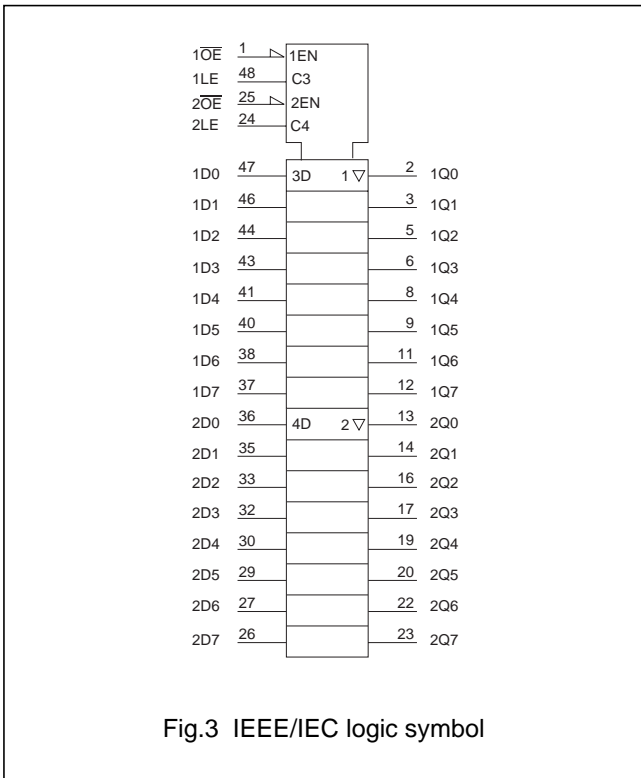 1O̅E̅ 1 1EN
1LE 48 C3
2O̅E̅ 25 2EN
2LE 24 C4
1D0 47 3D 1 ▽ 2 1Q0
1D1 46 3 1Q1
1D2 44 5 1Q2
1D3 43 6 1Q3
1D4 41 8 1Q4
1D5 40 9 1Q5
1D6 38 11 1Q6
1D7 37 12 1Q7
2D0 36 4D 2 ▽ 13 2Q0
2D1 35 14 2Q1
2D2 33 16 2Q2
2D3 32 17 2Q3
2D4 30 19 2Q4
2D5 29 20 2Q5
2D6 27 22 2Q6
2D7 26 23 2Q7
Fig.3 IEEE/IEC logic symbol